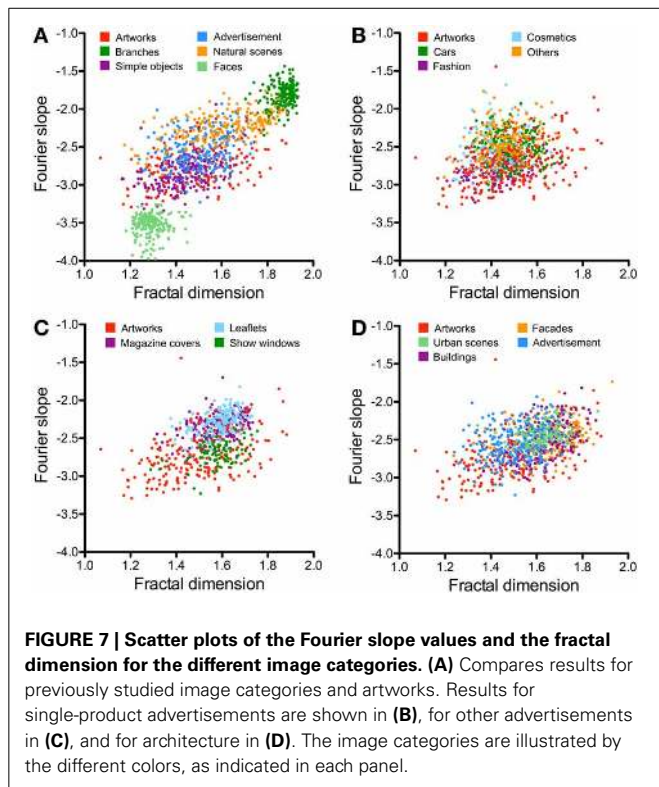 A
-1.0
-1.5
-2.0
-2.5
-3.0
-3.5
-4.0
Fourier slope
Artworks
Branches
Simple objects
Advertisement
Natural scenes
Faces
1.0 1.2 1.4 1.6 1.8 2.0
Fractal dimension
B
-1.0
-1.5
-2.0
-2.5
-3.0
-3.5
-4.0
Fourier slope
Artworks
Cars
Fashion
Cosmetics
Others
1.0 1.2 1.4 1.6 1.8 2.0
Fractal dimension
C
-1.0
-1.5
-2.0
-2.5
-3.0
-3.5
-4.0
Fourier slope
Artworks
Magazine covers
Leaflets
Show windows
1.0 1.2 1.4 1.6 1.8 2.0
Fractal dimension
D
-1.0
-1.5
-2.0
-2.5
-3.0
-3.5
-4.0
Fourier slope
Artworks
Urban scenes
Buildings
Facades
Advertisement
1.0 1.2 1.4 1.6 1.8 2.0
Fractal dimension
FIGURE 7 | Scatter plots of the Fourier slope values and the fractal
dimension for the different image categories. (A) Compares results for
previously studied image categories and artworks. Results for
single-product advertisements are shown in (B), for other advertisements
in (C), and for architecture in (D). The image categories are illustrated by
the different colors, as indicated in each panel.